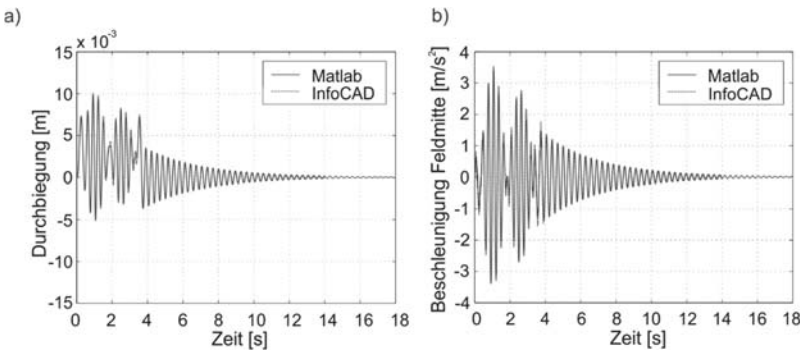 a)
x 10⁻³
15
10
5
0
-5
-10
-15
Durchbiegung [m]
Matlab
InfoCAD
0 2 4 6 8 10 12 14 16 18
Zeit [s]
b)
4
3
2
1
0
-1
-2
-3
-4
Beschleunigung Feldmitte [m/s²]
Matlab
InfoCAD
0 2 4 6 8 10 12 14 16 18
Zeit [s]